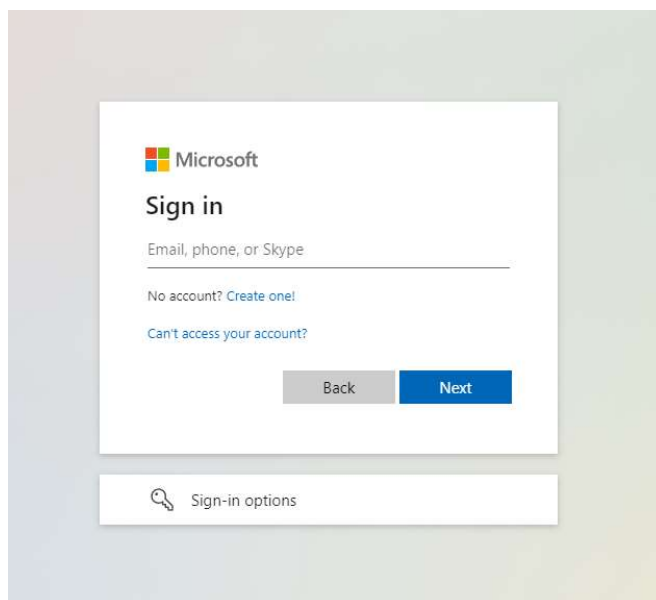 Microsoft
Sign in
Email, phone, or Skype
No account? Create one!
Can't access your account?
Back Next
Sign-in options